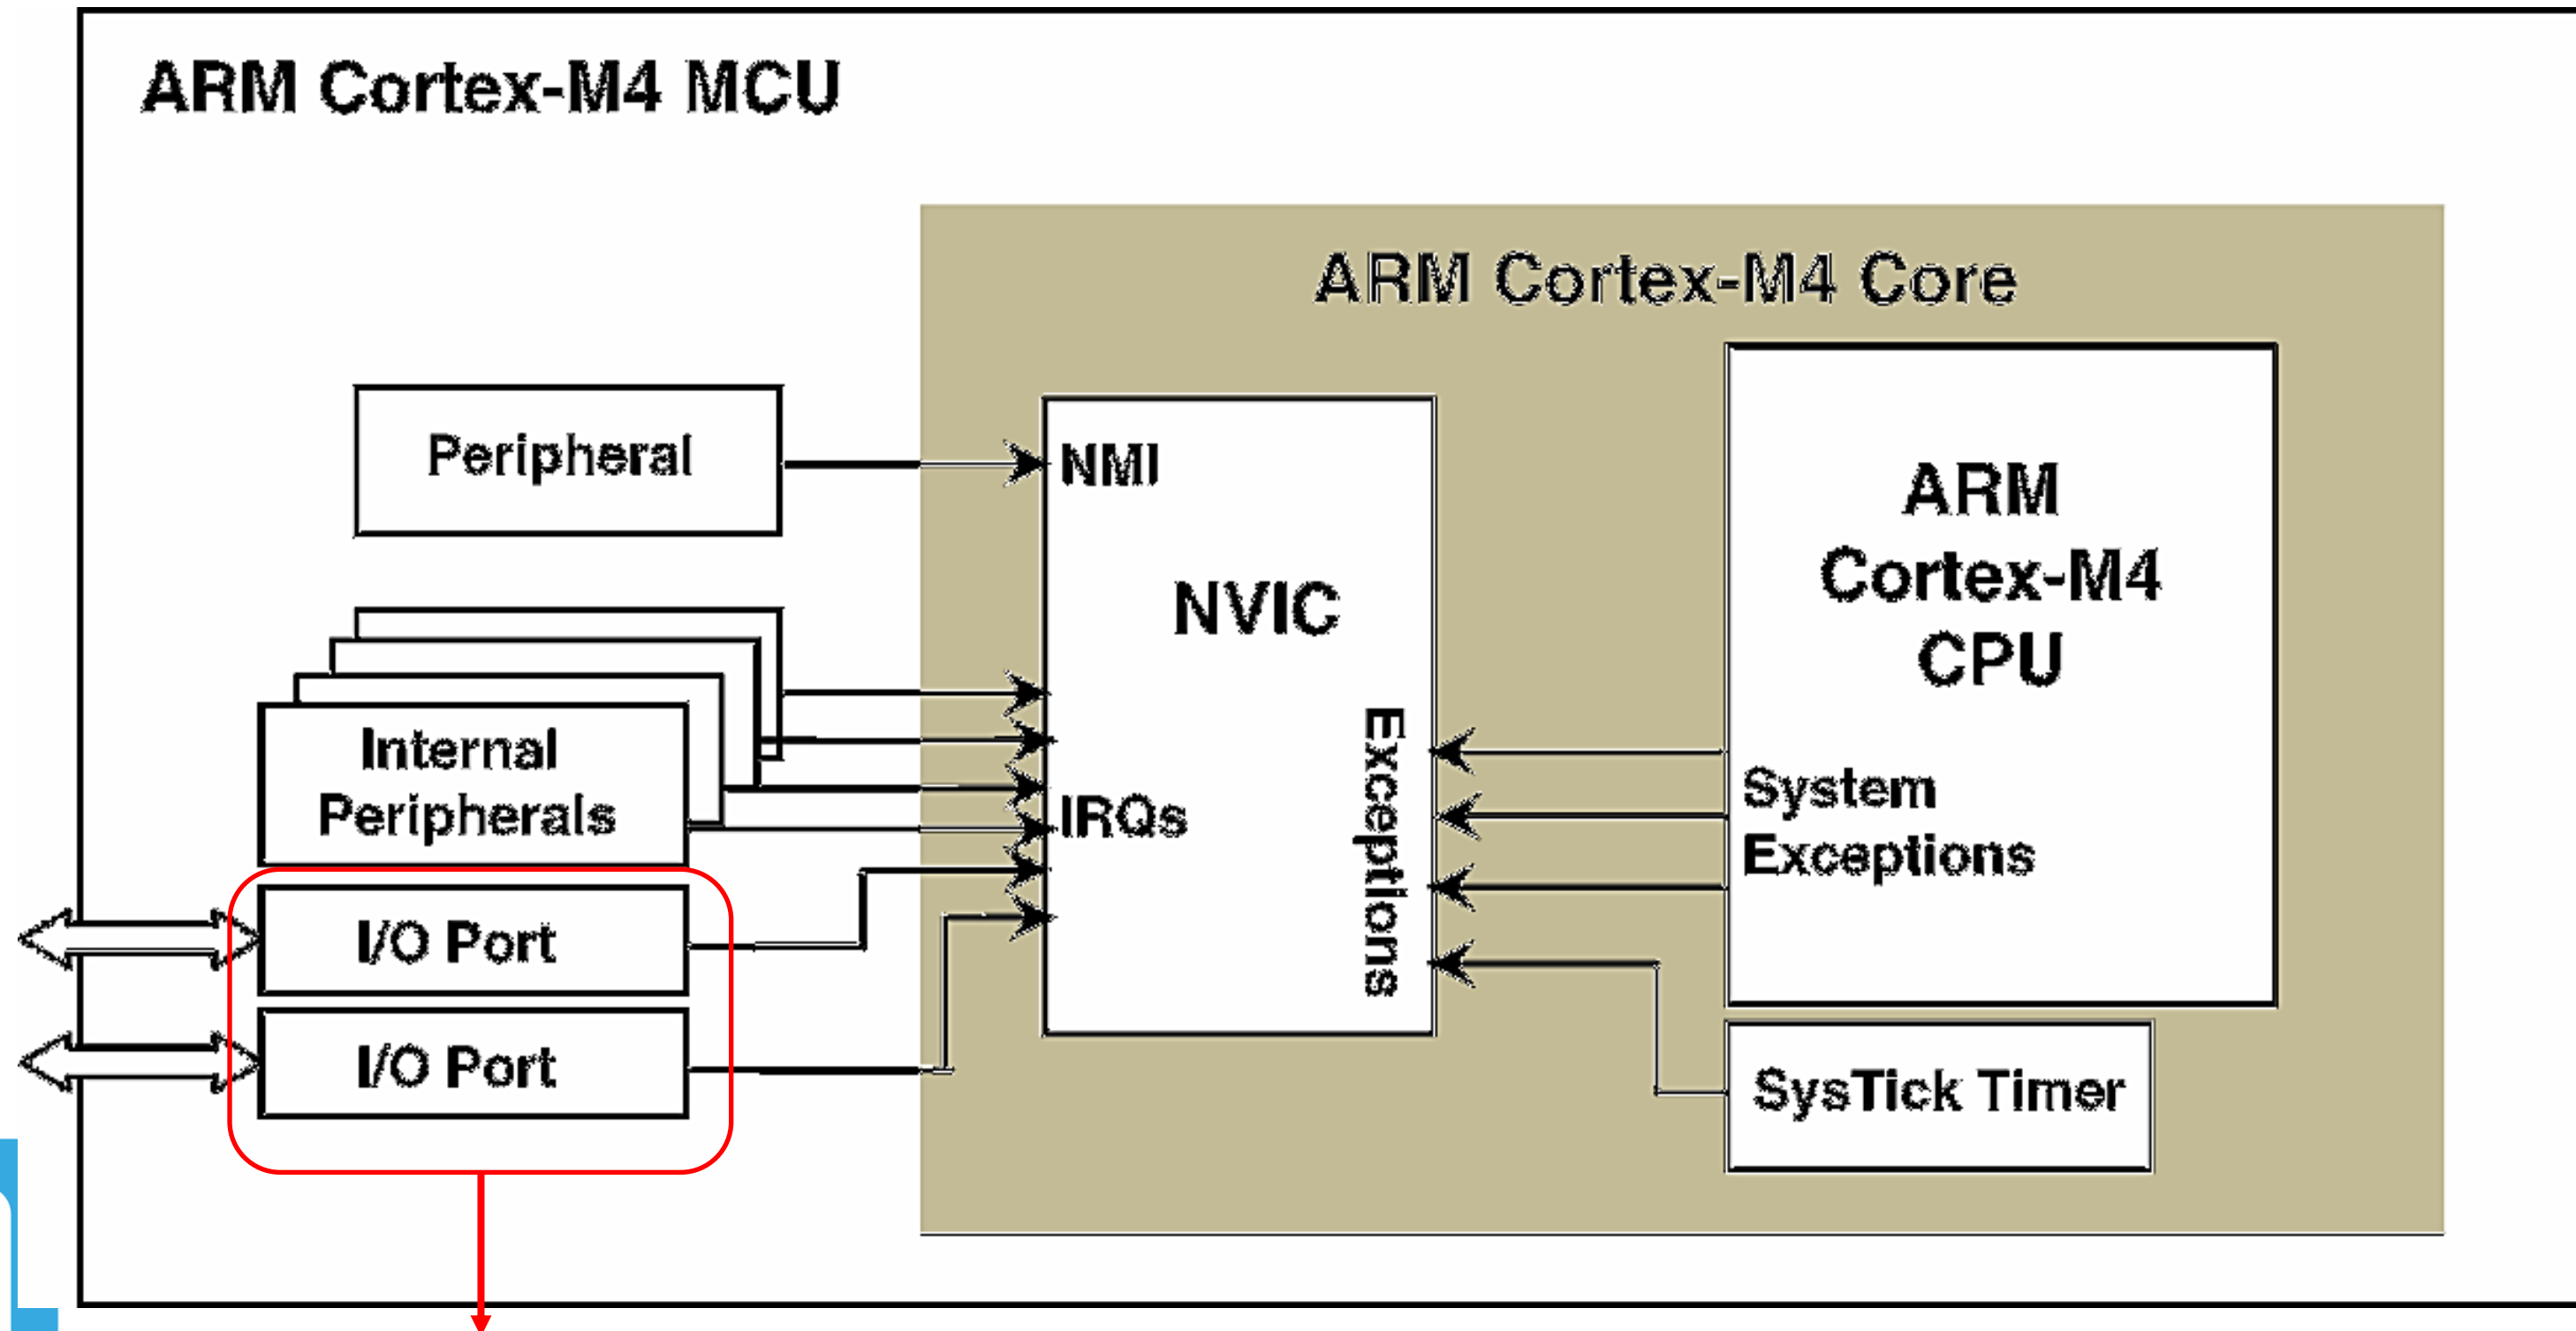 ARM Cortex-M4 MCU
ARM Cortex-M4 Core
Peripheral
NMI
NVIC
ARM
Cortex-M4
CPU
Internal
Peripherals
IRQs
Exceptions
System
Exceptions
I/O Port
I/O Port
SysTick Timer